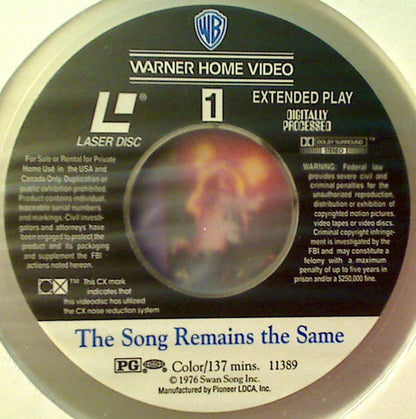 WB
WARNER HOME VIDEO
®
LASER DISC
1
EXTENDED PLAY
DIGITALLY
PROCESSED
DOLBY SURROUND
STEREO
For Sale or Rental for Private
Home Use in the USA and
Canada Only. Duplication or
public exhibition prohibited.
Product contains individual,
traceable serial numbers
and markings. Civil investi-
gators and attorneys have
been engaged to protect the
product and its packaging
and supplement the FBI
actions noted hereon.
CX™ This CX mark
indicates that
this videodisc has utilized
the CX noise reduction system
WARNING: Federal law
provides severe civil and
criminal penalties for the
unauthorized reproduction,
distribution or exhibition of
copyrighted motion pictures,
video tapes or video discs.
Criminal copyright infringe-
ment is investigated by the
FBI and may constitute a
felony with a maximum
penalty of up to five years in
prison and/or a $250,000 fine.
The Song Remains the Same
PG Color/137 mins. 11389
©1976 Swan Song Inc.
Manufactured by Pioneer LDCA, Inc.